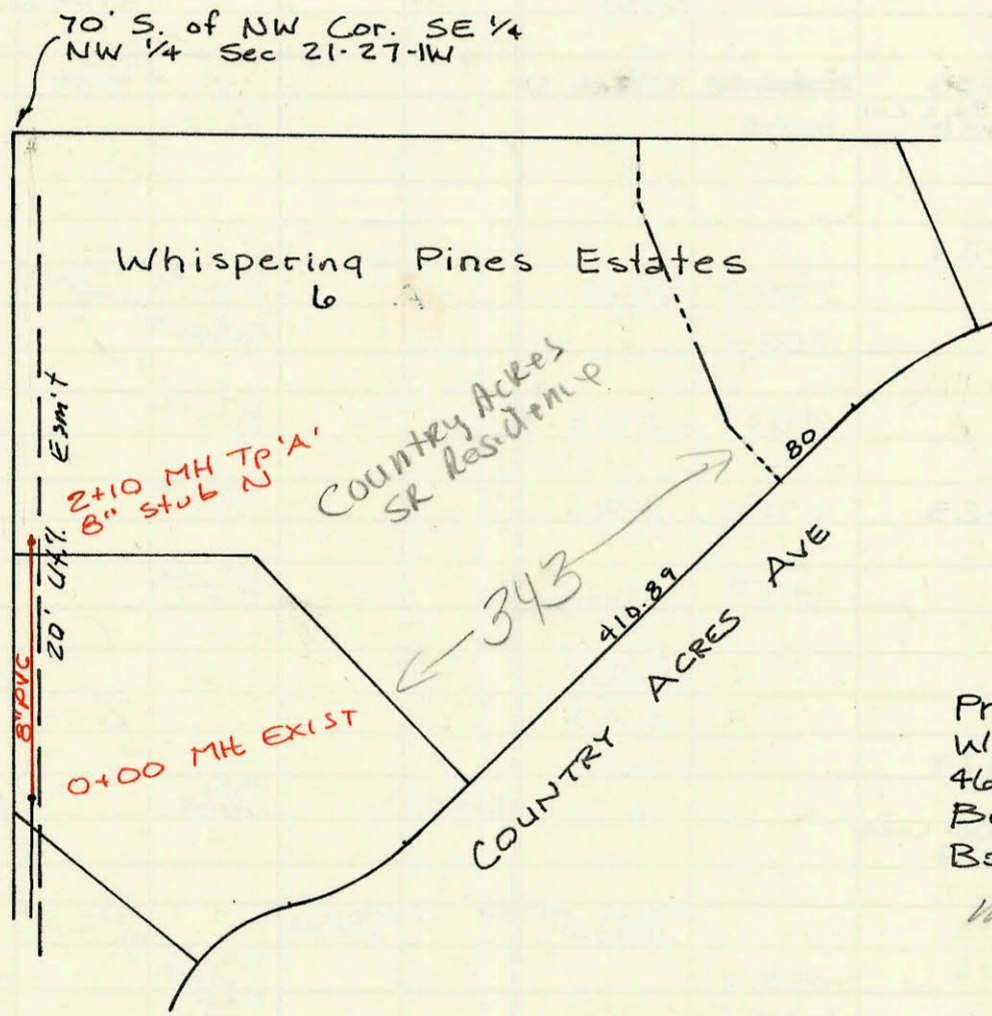 70' S. of NW Cor. SE 1/4
NW 1/4 Sec 21-27-1W
Whispering Pines Estates
6
20' Util. Esm't
2+10 MH Tp 'A'
8" Stub N
Country Acres
SR Residence
343
80
410.89
COUNTRY ACRES AVE
8" PVC
0+00 MH EXIST